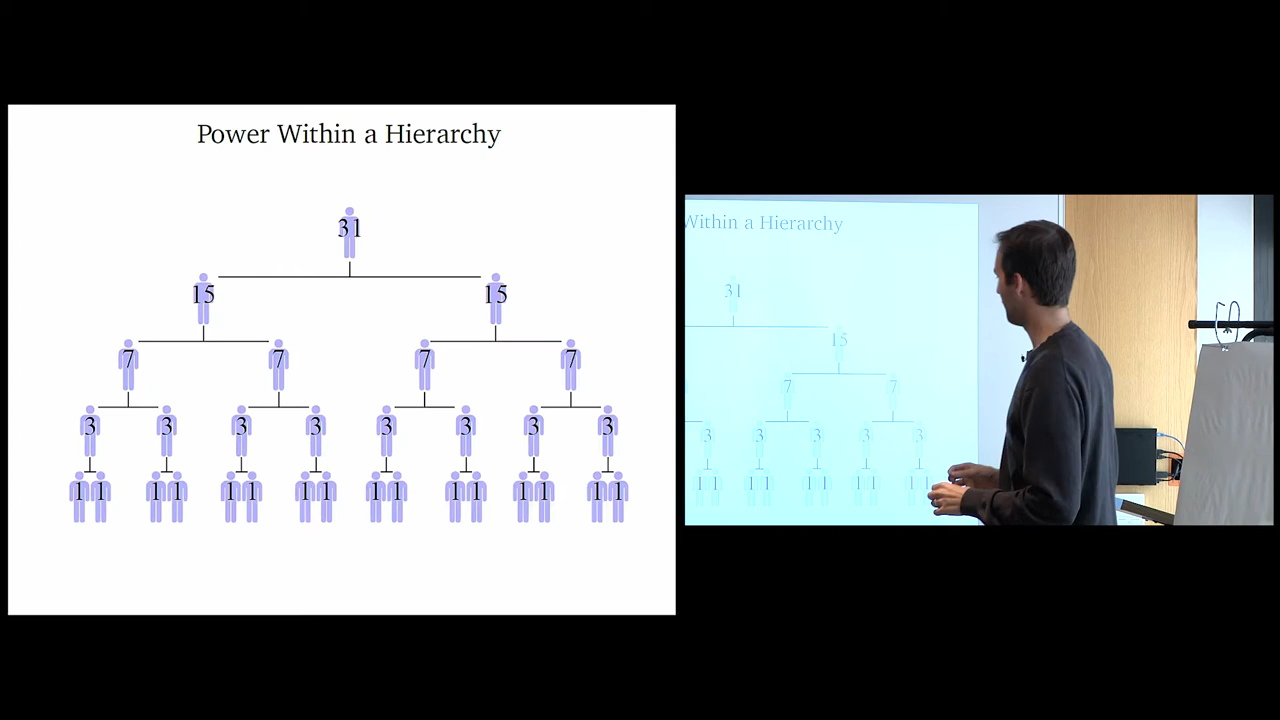 Power Within a Hierarchy
31
15 15
7 7 7 7
3 3 3 3 3 3 3 3
1 1 1 1 1 1 1 1 1 1 1 1 1 1 1 1
Within a Hierarchy
31
15
7 7
3 3 3 3 3
1 1 1 1 1 1 1 1 1 1